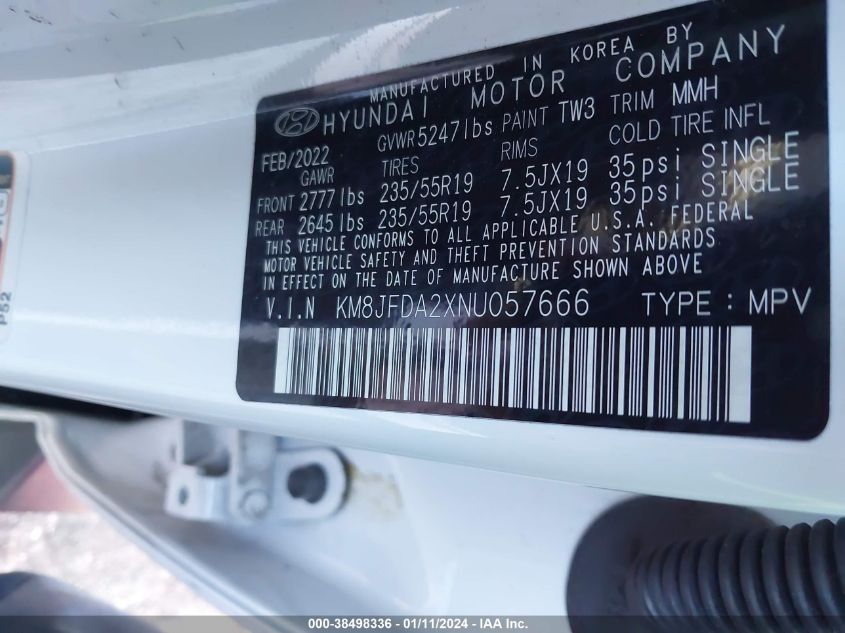 MANUFACTURED IN KOREA BY
HYUNDAI MOTOR COMPANY
FEB/2022 GVWR 5247lbs PAINT TW3 TRIM MMH
GAWR TIRES RIMS COLD TIRE INFL
FRONT 2777lbs 235/55R19 7.5JX19 35psi SINGLE
REAR 2645lbs 235/55R19 7.5JX19 35psi SINGLE
THIS VEHICLE CONFORMS TO ALL APPLICABLE U.S.A. FEDERAL
MOTOR VEHICLE SAFETY AND THEFT PREVENTION STANDARDS
IN EFFECT ON THE DATE OF MANUFACTURE SHOWN ABOVE
V.I.N KM8JFDA2XNU057666 TYPE : MPV
P52
000-38498336 - 01/11/2024 - IAA Inc.